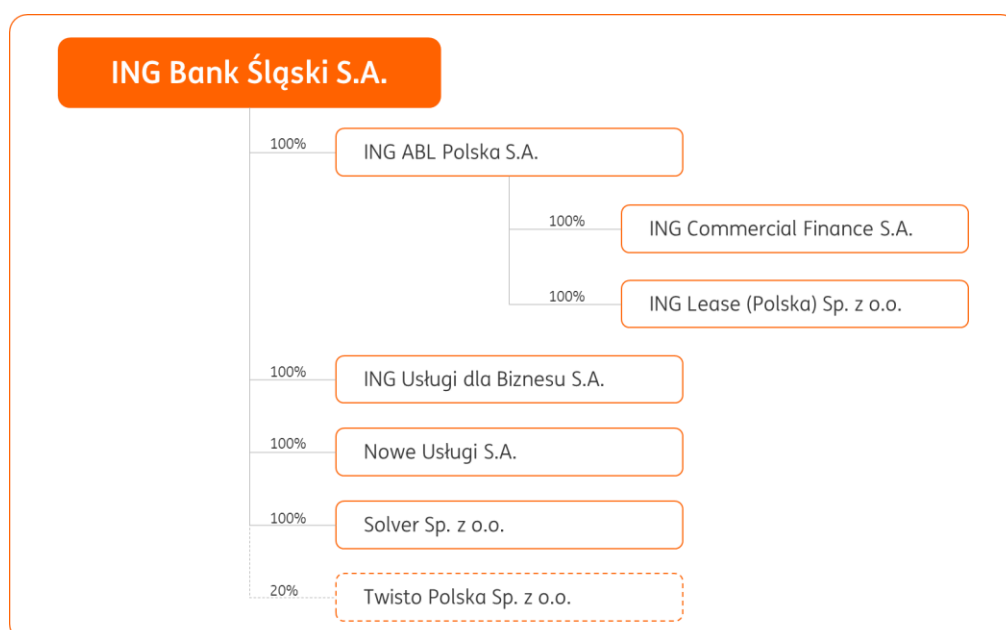 ING Bank Śląski S.A.
100%
ING ABL Polska S.A.
100%
ING Commercial Finance S.A.
100%
ING Lease (Polska) Sp. z o.o.
100%
ING Usługi dla Biznesu S.A.
100%
Nowe Usługi S.A.
100%
Solver Sp. z o.o.
20%
Twisto Polska Sp. z o.o.